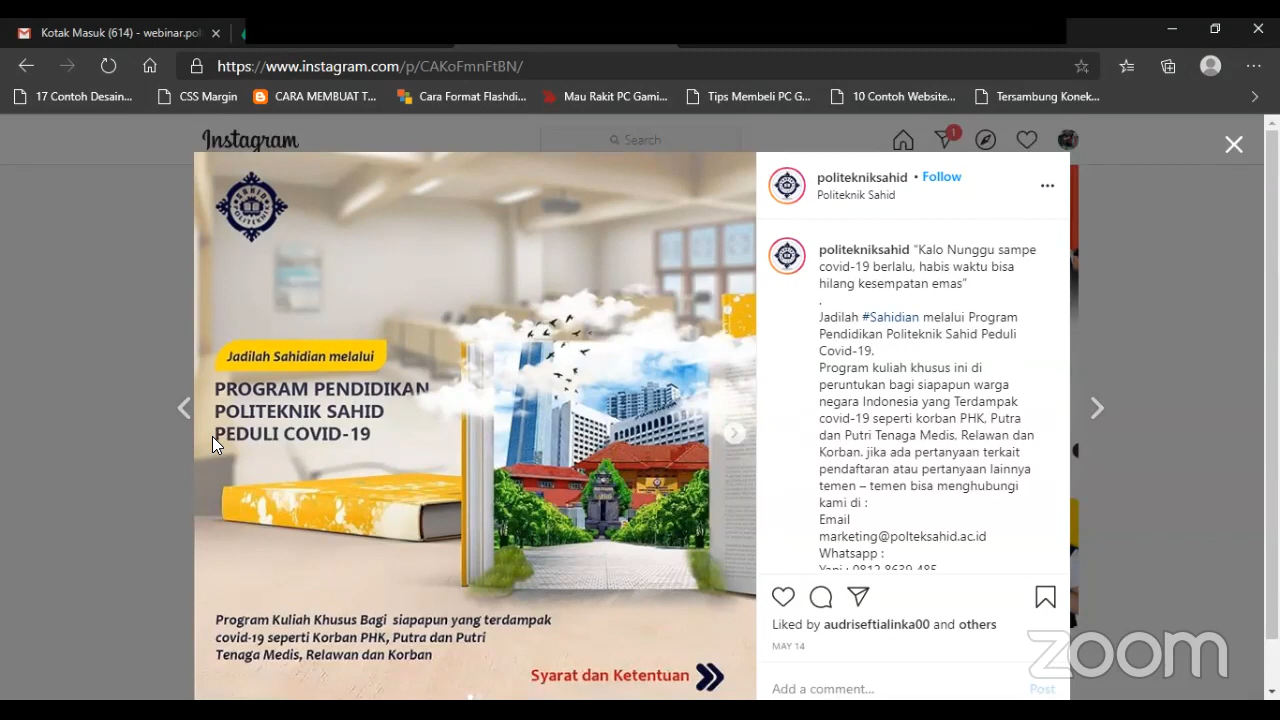 Kotak Masuk (614) - webinar.pol
https://www.instagram.com/p/CAKoFmnFtBN/
17 Contoh Desain...
CSS Margin
CARA MEMBUAT T...
Cara Format Flashdi...
Mau Rakit PC Gami...
Tips Membeli PC G...
10 Contoh Website...
Tersambung Konek...
Instagram
Search
1
SAHID
POLITEKNIK
Jadilah Sahidian melalui
PROGRAM PENDIDIKAN
POLITEKNIK SAHID
PEDULI COVID-19
Program Kuliah Khusus Bagi siapapun yang terdampak
covid-19 seperti Korban PHK, Putra dan Putri
Tenaga Medis, Relawan dan Korban
Syarat dan Ketentuan
politekniksahid • Follow
Politeknik Sahid
politekniksahid "Kalo Nunggu sampe
covid-19 berlalu, habis waktu bisa
hilang kesempatan emas"
.
Jadilah #Sahidian melalui Program
Pendidikan Politeknik Sahid Peduli
Covid-19.
Program kuliah khusus ini di
peruntukan bagi siapapun warga
negara Indonesia yang Terdampak
covid-19 seperti korban PHK, Putra
dan Putri Tenaga Medis, Relawan dan
Korban. jika ada pertanyaan terkait
pendaftaran atau pertanyaan lainnya
temen – temen bisa menghubungi
kami di :
Email
marketing@polteksahid.ac.id
Whatsapp :
Yani : 0812 8639 485
Liked by audriseftialinka00 and others
MAY 14
Add a comment...
Post
zoom